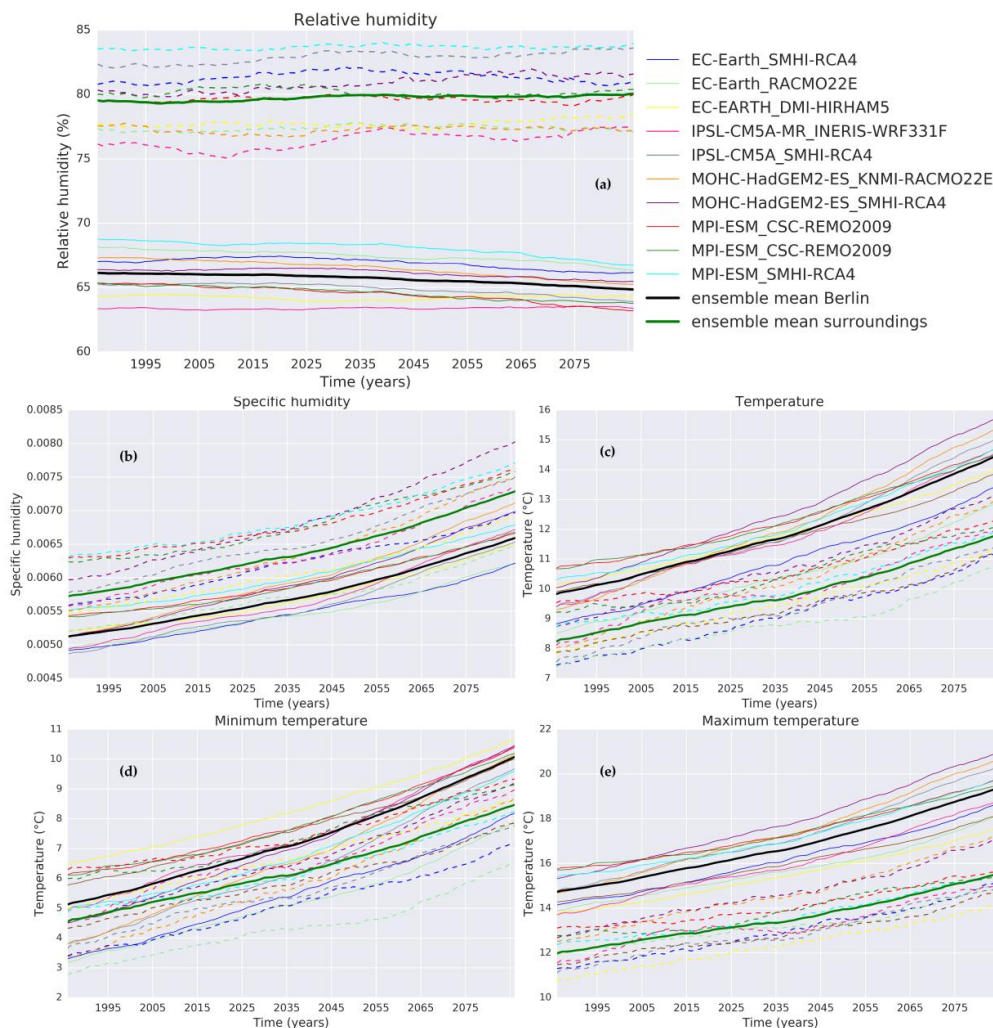 Relative humidity
85
80
75
70
65
60
Relative humidity (%)
(a)
1995 2005 2015 2025 2035 2045 2055 2065 2075
Time (years)
EC-Earth_SMHI-RCA4
EC-Earth_RACMO22E
EC-EARTH_DMI-HIRHAM5
IPSL-CM5A-MR_INERIS-WRF331F
IPSL-CM5A_SMHI-RCA4
MOHC-HadGEM2-ES_KNMI-RACMO22E
MOHC-HadGEM2-ES_SMHI-RCA4
MPI-ESM_CSC-REMO2009
MPI-ESM_CSC-REMO2009
MPI-ESM_SMHI-RCA4
ensemble mean Berlin
ensemble mean surroundings
Specific humidity
0.0085
0.0080
0.0075
0.0070
0.0065
0.0060
0.0055
0.0050
0.0045
Specific humidity
(b)
1995 2005 2015 2025 2035 2045 2055 2065 2075
Time (years)
Temperature
16
15
14
13
12
11
10
9
8
7
Temperature (°C)
(c)
1995 2005 2015 2025 2035 2045 2055 2065 2075
Time (years)
Minimum temperature
11
10
9
8
7
6
5
4
3
2
Temperature (°C)
(d)
1995 2005 2015 2025 2035 2045 2055 2065 2075
Time (years)
Maximum temperature
22
20
18
16
14
12
10
Temperature (°C)
(e)
1995 2005 2015 2025 2035 2045 2055 2065 2075
Time (years)